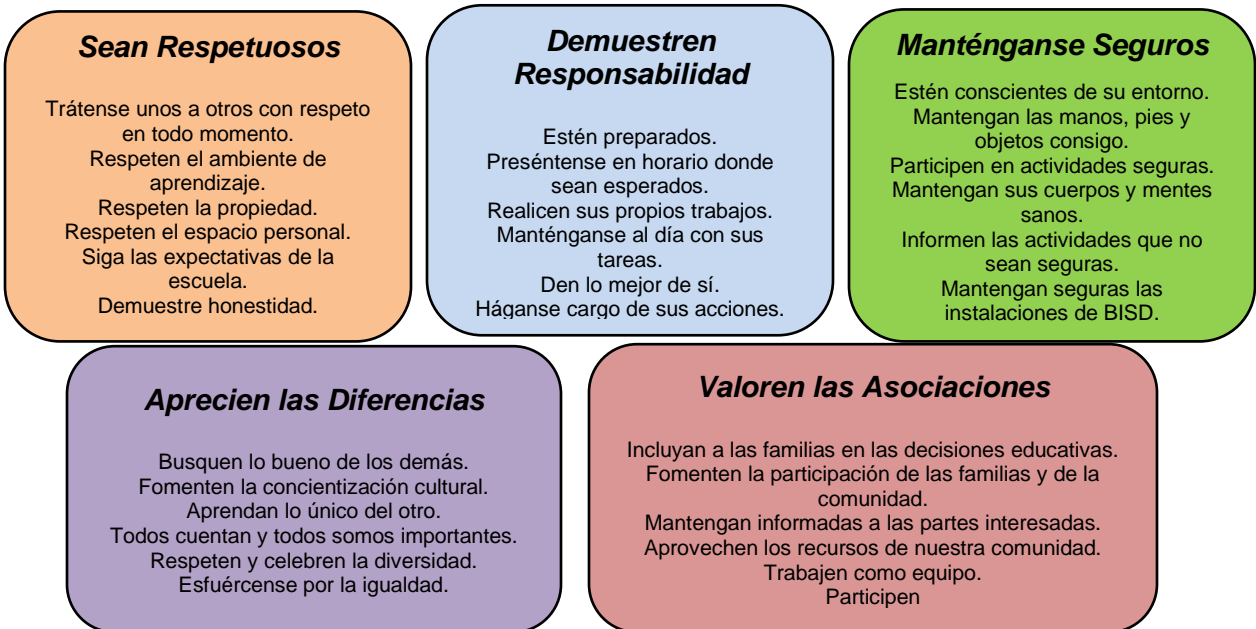 Sean Respetuosos
Trátense unos a otros con respeto
en todo momento.
Respeten el ambiente de
aprendizaje.
Respeten la propiedad.
Respeten el espacio personal.
Siga las expectativas de la
escuela.
Demuestre honestidad.
Demuestren
Responsabilidad
Estén preparados.
Preséntense en horario donde
sean esperados.
Realicen sus propios trabajos.
Manténganse al día con sus
tareas.
Den lo mejor de sí.
Háganse cargo de sus acciones.
Manténganse Seguros
Estén conscientes de su entorno.
Mantengan las manos, pies y
objetos consigo.
Participen en actividades seguras.
Mantengan sus cuerpos y mentes
sanos.
Informen las actividades que no
sean seguras.
Mantengan seguras las
instalaciones de BISD.
Aprecien las Diferencias
Busquen lo bueno de los demás.
Fomenten la concientización cultural.
Aprendan lo único del otro.
Todos cuentan y todos somos importantes.
Respeten y celebren la diversidad.
Esfuércense por la igualdad.
Valoren las Asociaciones
Incluyan a las familias en las decisiones educativas.
Fomenten la participación de las familias y de la
comunidad.
Mantengan informadas a las partes interesadas.
Aprovechen los recursos de nuestra comunidad.
Trabajen como equipo.
Participen